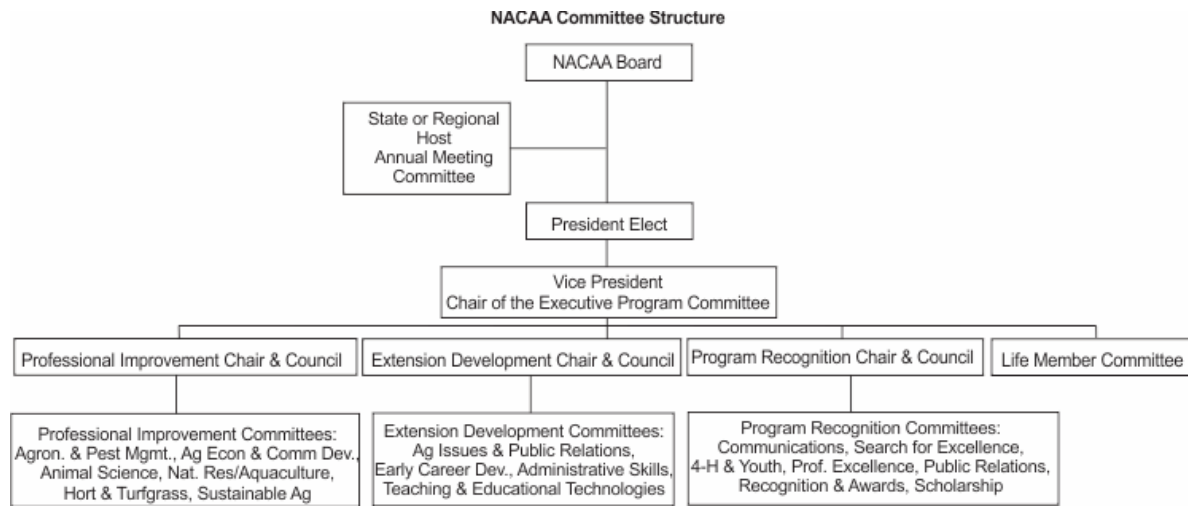 NACAA Committee Structure
NACAA Board
State or Regional
Host
Annual Meeting
Committee
President Elect
Vice President
Chair of the Executive Program Committee
Professional Improvement Chair & Council
Extension Development Chair & Council
Program Recognition Chair & Council
Life Member Committee
Professional Improvement Committees:
Agron. & Pest Mgmt., Ag Econ & Comm Dev.,
Animal Science, Nat. Res/Aquaculture,
Hort & Turfgrass, Sustainable Ag
Extension Development Committees:
Ag Issues & Public Relations,
Early Career Dev., Administrative Skills,
Teaching & Educational Technologies
Program Recognition Committees:
Communications, Search for Excellence,
4-H & Youth, Prof. Excellence, Public Relations,
Recognition & Awards, Scholarship